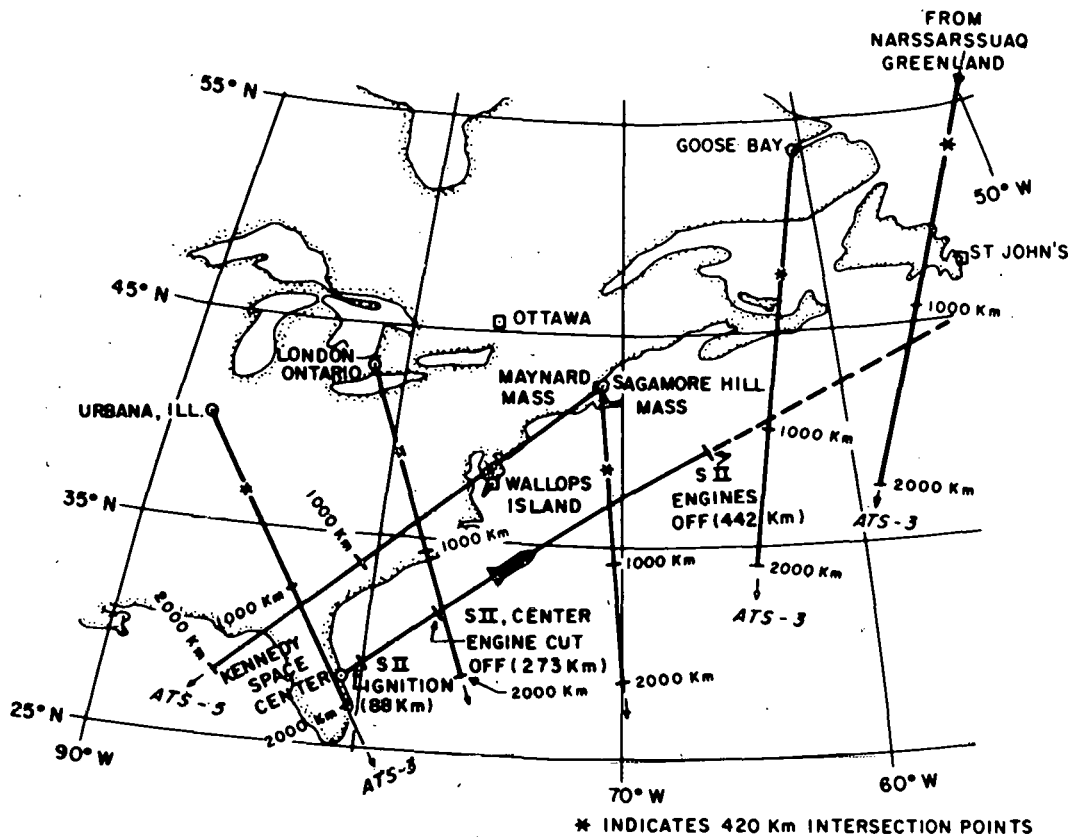 FROM
NARSSARSSUAQ
GREENLAND
55° N
GOOSE BAY
50° W
ST JOHN'S
45° N
1000 Km
OTTAWA
LONDON
ONTARIO
MAYNARD
MASS
SAGAMORE HILL
MASS
URBANA, ILL.
1000 Km
S II
ENGINES
OFF (442 Km)
WALLOPS
ISLAND
2000 Km
ATS-3
35° N
1000 Km
1000 Km
1000 Km
2000 Km
ATS-3
1000 Km
2000 Km
S II, CENTER
ENGINE CUT
OFF (273 Km)
KENNEDY
SPACE
CENTER
S II
IGNITION
(88 Km)
2000 Km
2000 Km
ATS-5
25° N
2000 Km
90° W
ATS-3
70° W
60° W
* INDICATES 420 Km INTERSECTION POINTS